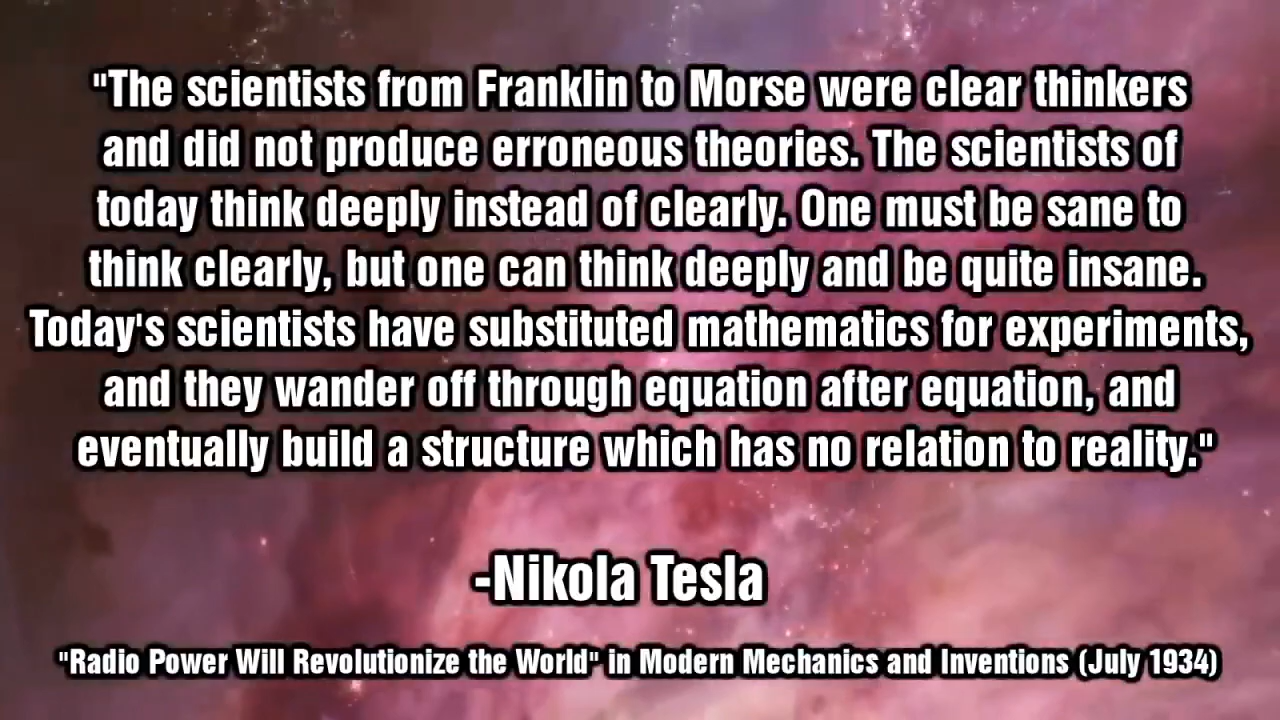 "The scientists from Franklin to Morse were clear thinkers
and did not produce erroneous theories. The scientists of
today think deeply instead of clearly. One must be sane to
think clearly, but one can think deeply and be quite insane.
Today's scientists have substituted mathematics for experiments,
and they wander off through equation after equation, and
eventually build a structure which has no relation to reality."
-Nikola Tesla
"Radio Power Will Revolutionize the World" in Modern Mechanics and Inventions (July 1934)